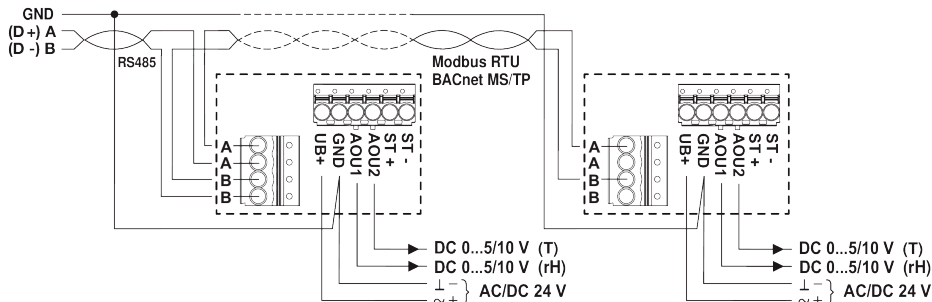 GND
(D+) A
(D -) B
RS485
Modbus RTU
BACnet MS/TP
A
A
B
B
UB+
GND
AOU1
AOU2
ST +
ST -
DC 0...5/10 V (T)
DC 0...5/10 V (rH)
⊥ −
~ +
AC/DC 24 V
A
A
B
B
UB+
GND
AOU1
AOU2
ST +
ST -
DC 0...5/10 V (T)
DC 0...5/10 V (rH)
⊥ −
~ +
AC/DC 24 V